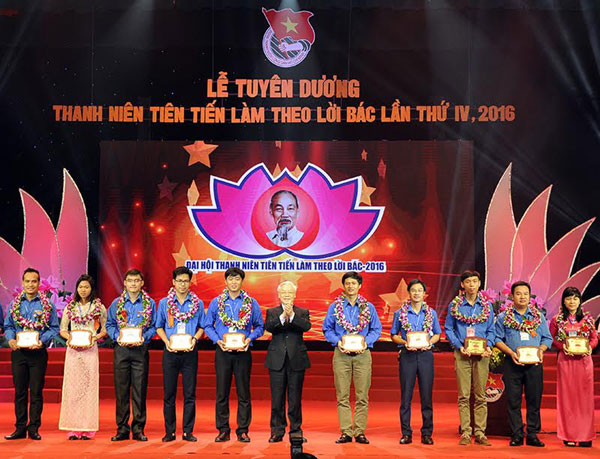 LỄ TUYÊN DƯƠNG
THANH NIÊN TIÊN TIẾN LÀM THEO LỜI BÁC LẦN THỨ IV, 2016
ĐẠI HỘI THANH NIÊN TIÊN TIẾN LÀM THEO LỜI BÁC-2016